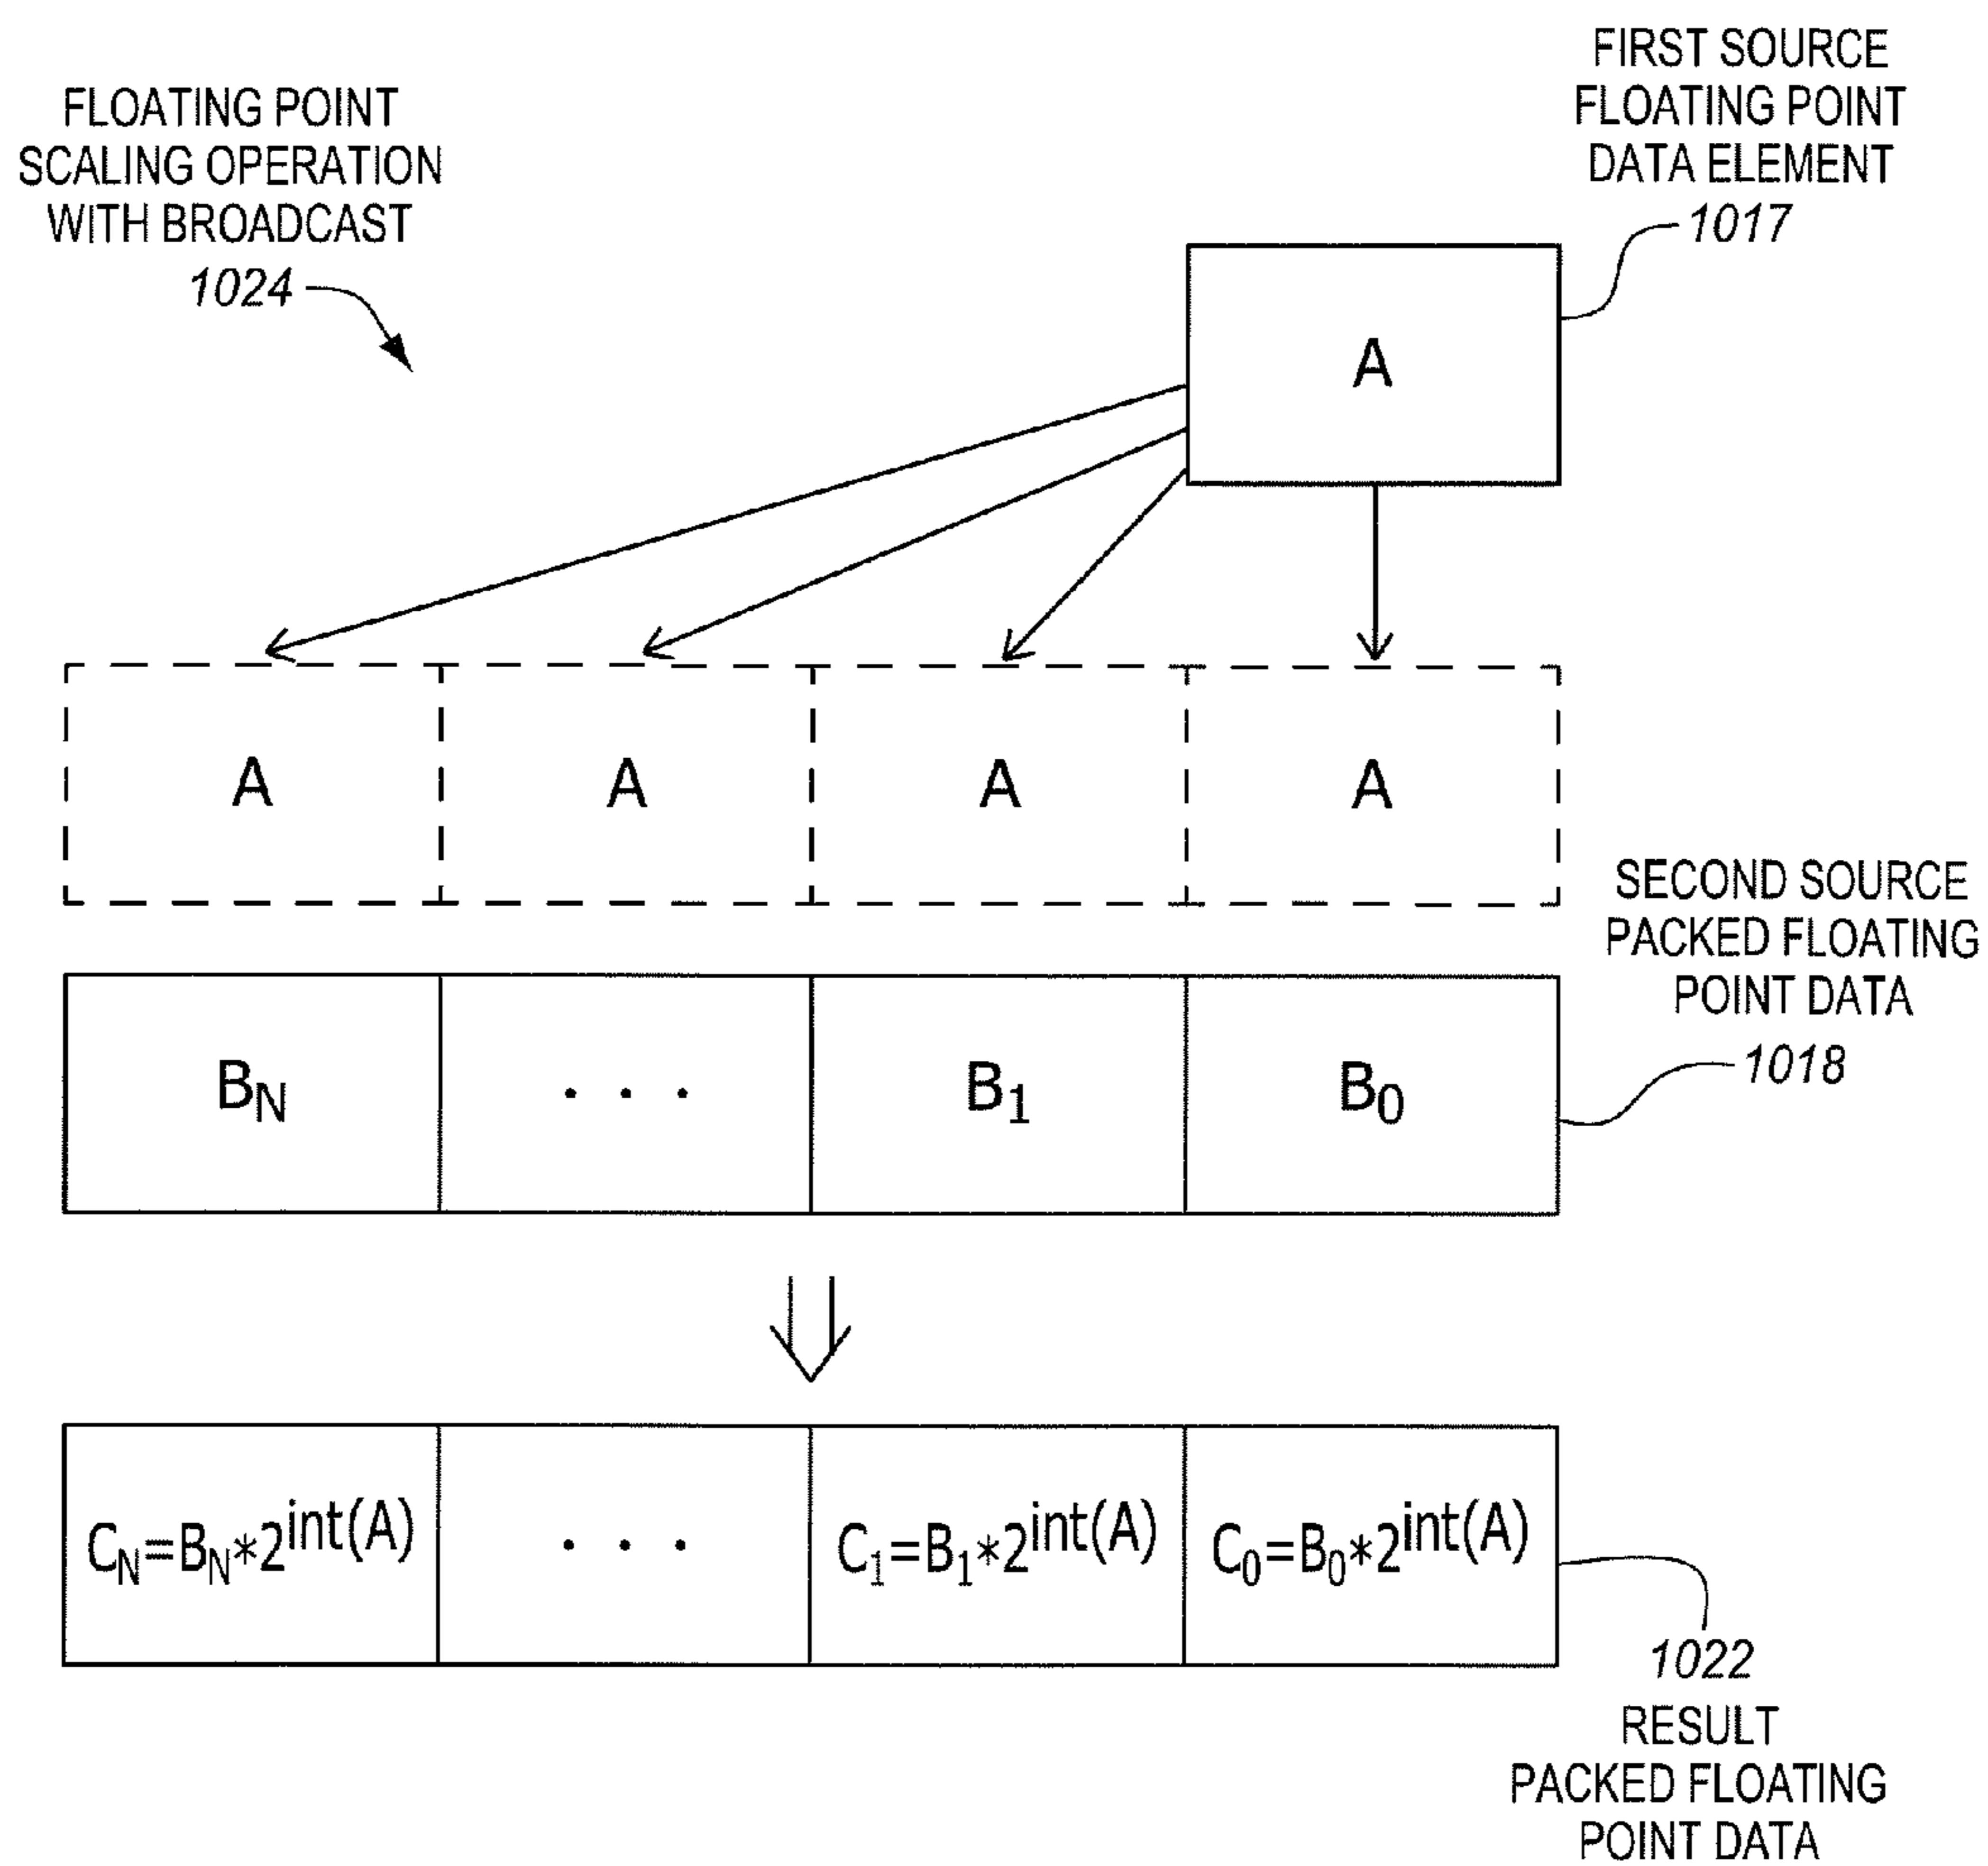 FLOATING POINT
SCALING OPERATION
WITH BROADCAST
1024
FIRST SOURCE
FLOATING POINT
DATA ELEMENT
1017
A
A A A A
SECOND SOURCE
PACKED FLOATING
POINT DATA
1018
B_N . . . B_1 B_0
C_N=B_N*2^int(A) . . . C_1=B_1*2^int(A) C_0=B_0*2^int(A)
1022
RESULT
PACKED FLOATING
POINT DATA